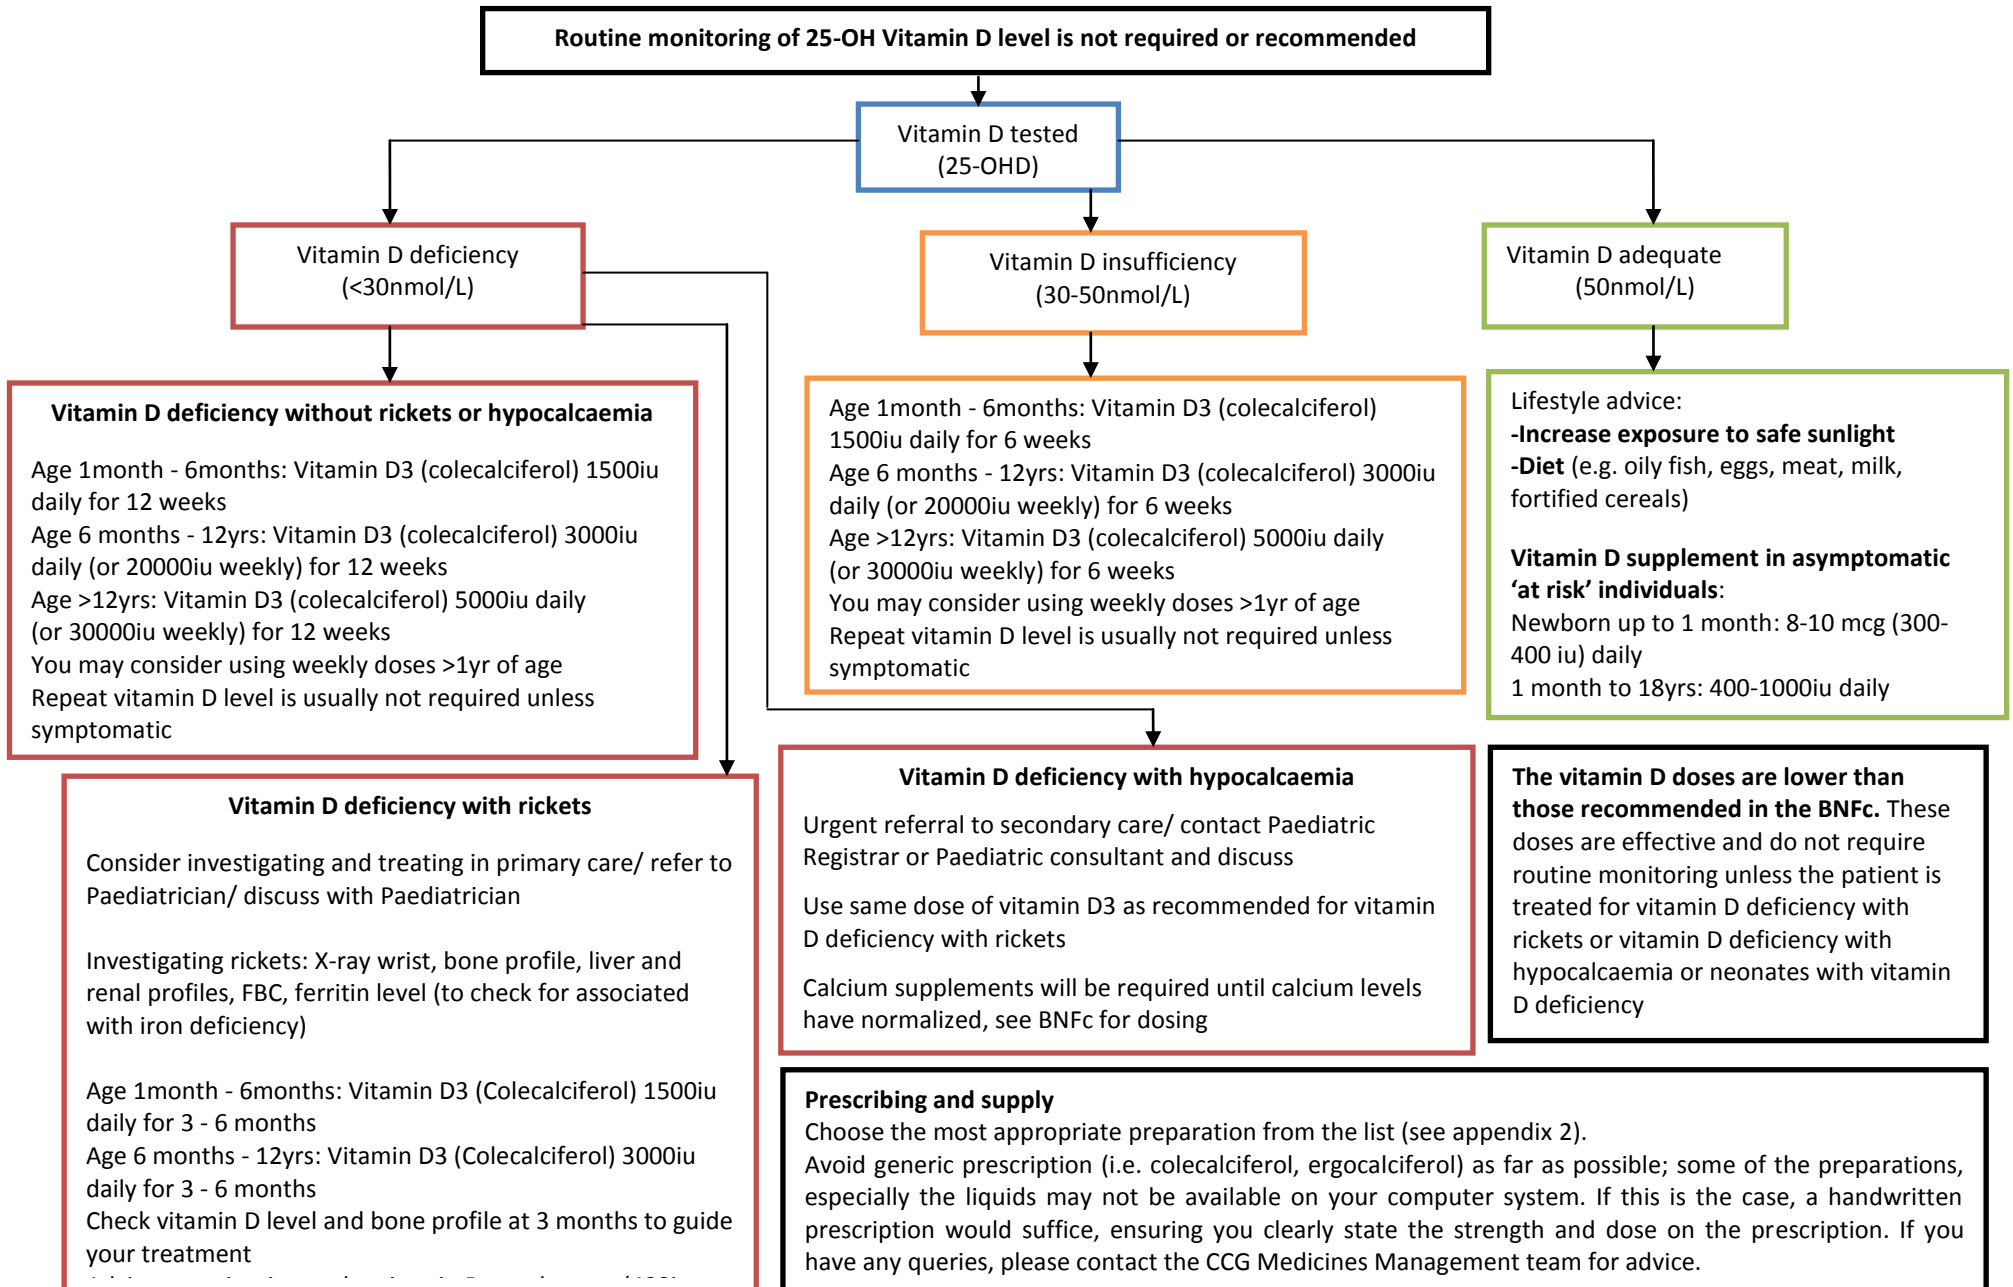 Routine monitoring of 25-OH Vitamin D level is not required or recommended
Vitamin D tested
(25-OHD)
Vitamin D deficiency
(<30nmol/L)
Vitamin D insufficiency
(30-50nmol/L)
Vitamin D adequate
(50nmol/L)
Vitamin D deficiency without rickets or hypocalcaemia
Age 1month - 6months: Vitamin D3 (colecalciferol) 1500iu
daily for 12 weeks
Age 6 months - 12yrs: Vitamin D3 (colecalciferol) 3000iu
daily (or 20000iu weekly) for 12 weeks
Age >12yrs: Vitamin D3 (colecalciferol) 5000iu daily
(or 30000iu weekly) for 12 weeks
You may consider using weekly doses >1yr of age
Repeat vitamin D level is usually not required unless
symptomatic
Age 1month - 6months: Vitamin D3 (colecalciferol)
1500iu daily for 6 weeks
Age 6 months - 12yrs: Vitamin D3 (colecalciferol) 3000iu
daily (or 20000iu weekly) for 6 weeks
Age >12yrs: Vitamin D3 (colecalciferol) 5000iu daily
(or 30000iu weekly) for 6 weeks
You may consider using weekly doses >1yr of age
Repeat vitamin D level is usually not required unless
symptomatic
Lifestyle advice:
-Increase exposure to safe sunlight
-Diet (e.g. oily fish, eggs, meat, milk,
fortified cereals)
Vitamin D supplement in asymptomatic
‘at risk’ individuals:
Newborn up to 1 month: 8-10 mcg (300-
400 iu) daily
1 month to 18yrs: 400-1000iu daily
Vitamin D deficiency with rickets
Consider investigating and treating in primary care/ refer to
Paediatrician/ discuss with Paediatrician
Investigating rickets: X-ray wrist, bone profile, liver and
renal profiles, FBC, ferritin level (to check for associated
with iron deficiency)
Age 1month - 6months: Vitamin D3 (Colecalciferol) 1500iu
daily for 3 - 6 months
Age 6 months - 12yrs: Vitamin D3 (Colecalciferol) 3000iu
daily for 3 - 6 months
Check vitamin D level and bone profile at 3 months to guide
your treatment
Vitamin D deficiency with hypocalcaemia
Urgent referral to secondary care/ contact Paediatric
Registrar or Paediatric consultant and discuss
Use same dose of vitamin D3 as recommended for vitamin
D deficiency with rickets
Calcium supplements will be required until calcium levels
have normalized, see BNFc for dosing
The vitamin D doses are lower than
those recommended in the BNFc. These
doses are effective and do not require
routine monitoring unless the patient is
treated for vitamin D deficiency with
rickets or vitamin D deficiency with
hypocalcaemia or neonates with vitamin
D deficiency
Prescribing and supply
Choose the most appropriate preparation from the list (see appendix 2).
Avoid generic prescription (i.e. colecalciferol, ergocalciferol) as far as possible; some of the preparations,
especially the liquids may not be available on your computer system. If this is the case, a handwritten
prescription would suffice, ensuring you clearly state the strength and dose on the prescription. If you
have any queries, please contact the CCG Medicines Management team for advice.